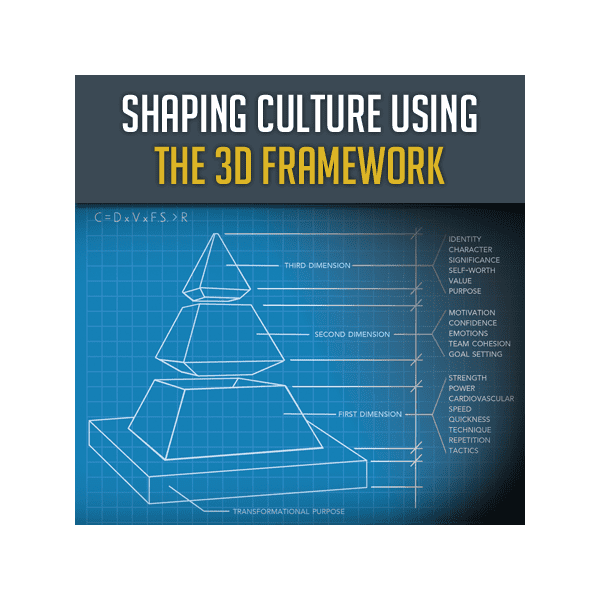 SHAPING CULTURE USING
THE 3D FRAMEWORK
C=DxVxFS.>R
THIRD DIMENSION
IDENTITY
CHARACTER
SIGNIFICANCE
SELF-WORTH
VALUE
PURPOSE
SECOND DIMENSION
MOTIVATION
CONFIDENCE
EMOTIONS
TEAM COHESION
GOAL SETTING
FIRST DIMENSION
STRENGTH
POWER
CARDIOVASCULAR
SPEED
QUICKNESS
TECHNIQUE
REPETITION
TACTICS
TRANSFORMATIONAL PURPOSE